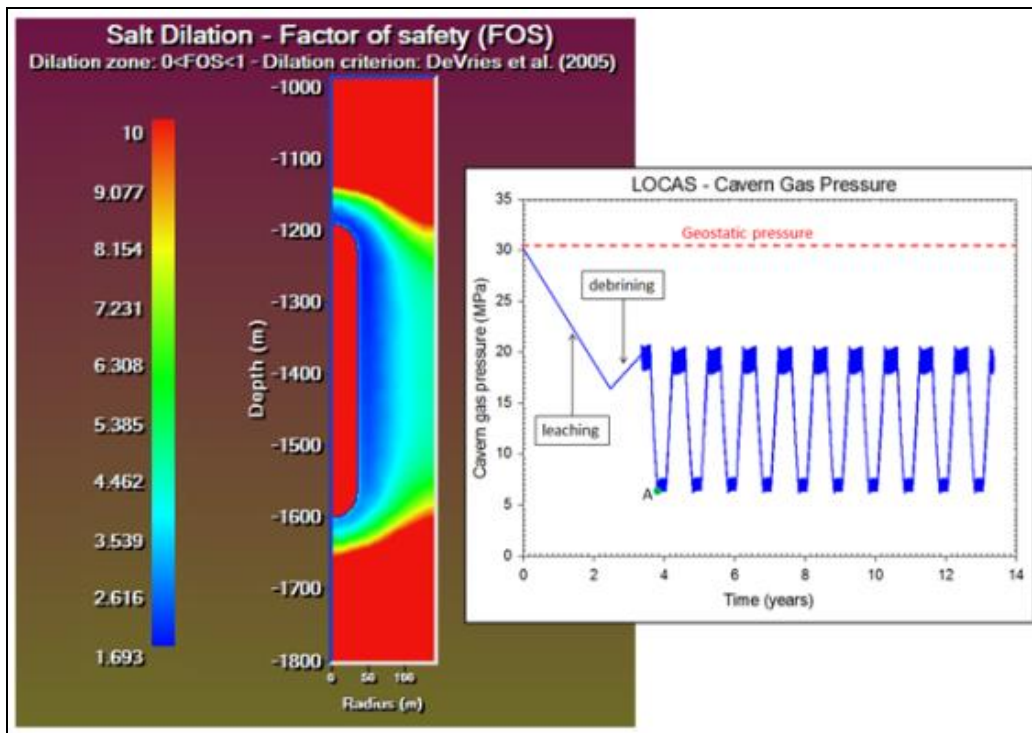 Salt Dilation - Factor of safety (FOS)
Dilation zone: 0<FOS<1 - Dilation criterion: DeVries et al. (2005)
10
9.077
8.154
7.231
6.308
5.385
4.462
3.539
2.616
1.693
Depth (m)
-1000
-1100
-1200
-1300
-1400
-1500
-1600
-1700
-1800
0 50 100
Radius (m)
LOCAS - Cavern Gas Pressure
Cavern gas pressure (MPa)
35
30
25
20
15
10
5
0
Geostatic pressure
debrining
leaching
A
0 2 4 6 8 10 12 14
Time (years)